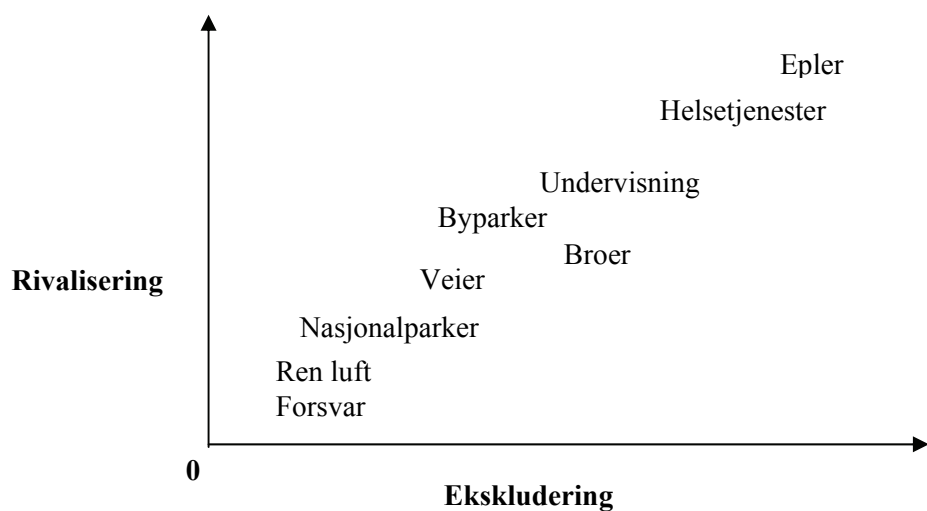 Epler
Helsetjenester
Undervisning
Byparker
Broer
Rivalisering
Veier
Nasjonalparker
Ren luft
Forsvar
0
Ekskludering